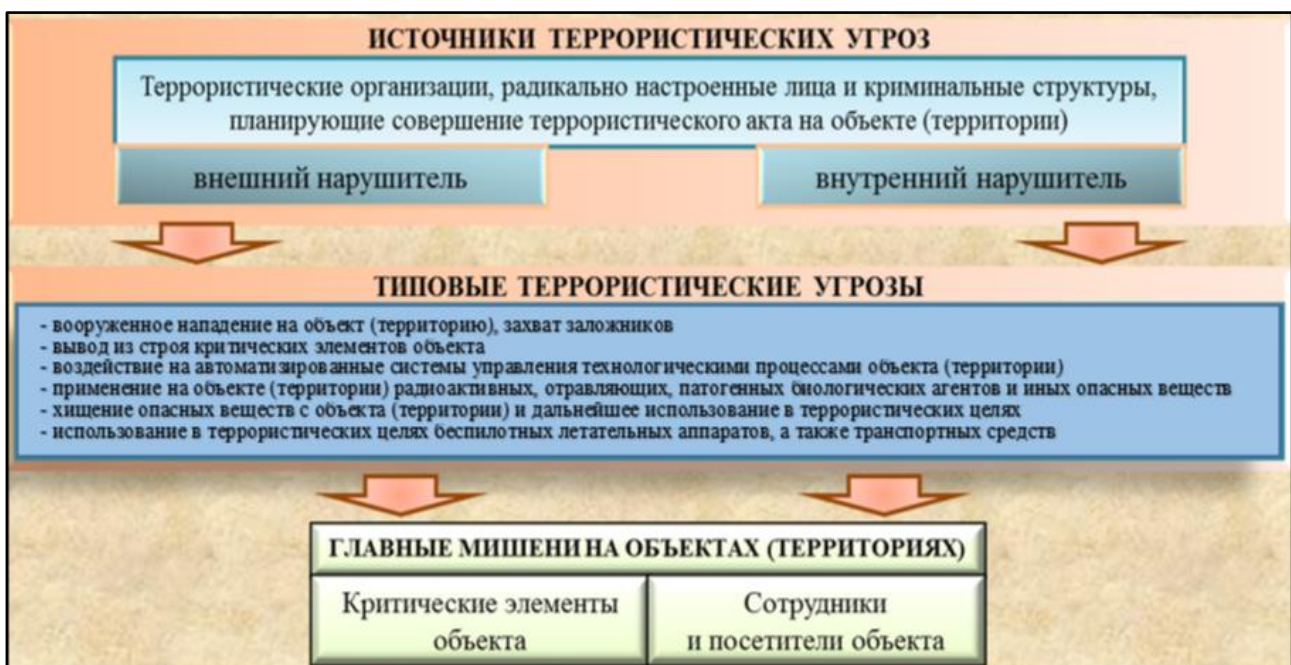 ИСТОЧНИКИ ТЕРРОРИСТИЧЕСКИХ УГРОЗ
Террористические организации, радикально настроенные лица и криминальные структуры,
планирующие совершение террористического акта на объекте (территории)
внешний нарушитель
внутренний нарушитель
ТИПОВЫЕ ТЕРРОРИСТИЧЕСКИЕ УГРОЗЫ
- вооруженное нападение на объект (территорию), захват заложников
- вывод из строя критических элементов объекта
- воздействие на автоматизированные системы управления технологическими процессами объекта (территории)
- применение на объекте (территории) радиоактивных, отравляющих, патогенных биологических агентов и иных опасных веществ
- хищение опасных веществ с объекта (территории) и дальнейшее использование в террористических целях
- использование в террористических целях беспилотных летательных аппаратов, а также транспортных средств
ГЛАВНЫЕ МИШЕНИ НА ОБЪЕКТАХ (ТЕРРИТОРИЯХ)
Критические элементы
объекта
Сотрудники
и посетители объекта